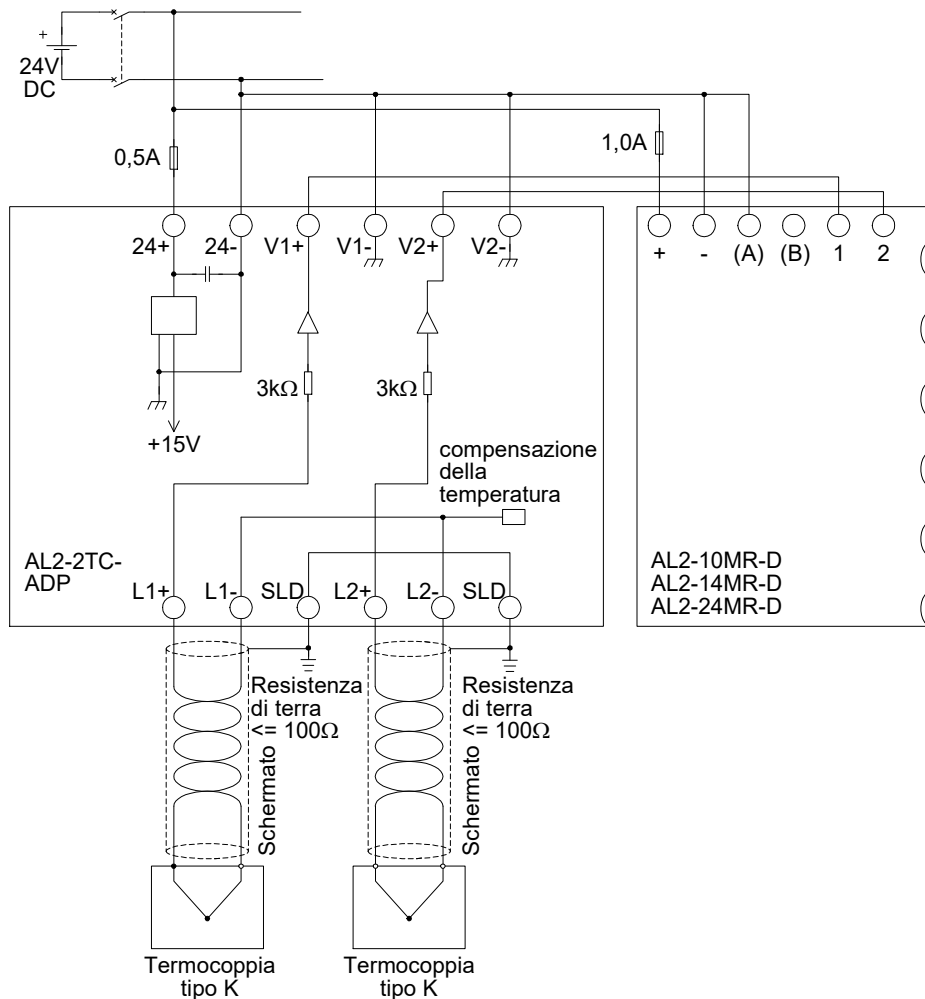 +
24V
DC
0,5A
1,0A
24+ 24- V1+ V1- V2+ V2-
+ - (A) (B) 1 2
3kΩ 3kΩ
+15V
compensazione
della
temperatura
AL2-2TC-
ADP
AL2-10MR-D
AL2-14MR-D
AL2-24MR-D
L1+ L1- SLD L2+ L2- SLD
Resistenza
di terra
<= 100Ω
Schermato
Resistenza
di terra
<= 100Ω
Schermato
Termocoppia
tipo K
Termocoppia
tipo K